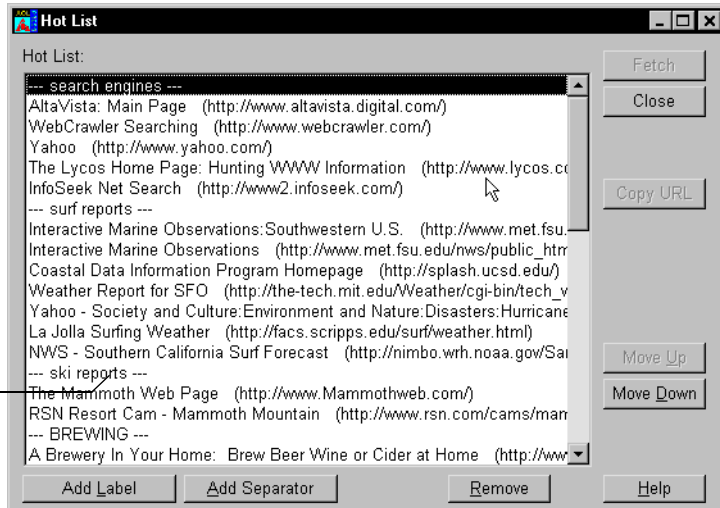 AOL
Hot List
Hot List:
--- search engines ---
AltaVista: Main Page (http://www.altavista.digital.com/)
WebCrawler Searching (http://www.webcrawler.com/)
Yahoo (http://www.yahoo.com/)
The Lycos Home Page: Hunting WWW Information (http://www.lycos.co
InfoSeek Net Search (http://www2.infoseek.com/)
--- surf reports ---
Interactive Marine Observations:Southwestern U.S. (http://www.met.fsu.
Interactive Marine Observations (http://www.met.fsu.edu/nws/public_htm
Coastal Data Information Program Homepage (http://splash.ucsd.edu/)
Weather Report for SFO (http://the-tech.mit.edu/Weather/cgi-bin/tech_v
Yahoo - Society and Culture:Environment and Nature:Disasters:Hurricane
La Jolla Surfing Weather (http://facs.scripps.edu/surf/weather.html)
NWS - Southern California Surf Forecast (http://nimbo.wrh.noaa.gov/Sar
--- ski reports ---
The Mammoth Web Page (http://www.Mammothweb.com/)
RSN Resort Cam - Mammoth Mountain (http://www.rsn.com/cams/mam
--- BREWING ---
A Brewery In Your Home: Brew Beer Wine or Cider at Home (http://ww
Fetch
Close
Copy URL
Move Up
Move Down
Add Label
Add Separator
Remove
Help